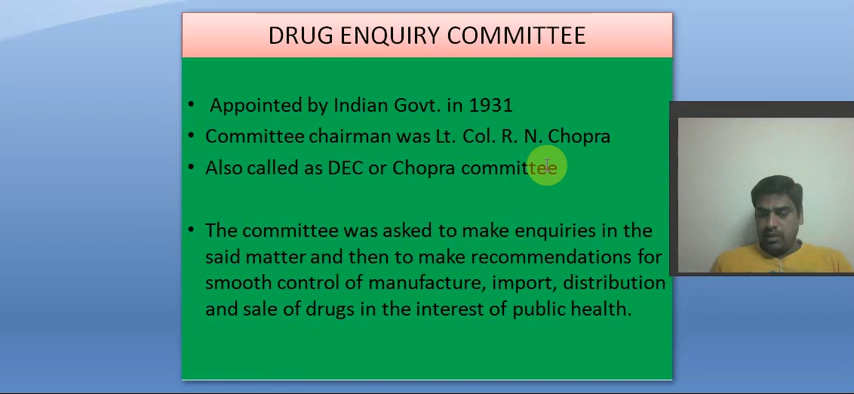 DRUG ENQUIRY COMMITTEE
• Appointed by Indian Govt. in 1931
• Committee chairman was Lt. Col. R. N. Chopra
• Also called as DEC or Chopra committee
• The committee was asked to make enquiries in the
said matter and then to make recommendations for
smooth control of manufacture, import, distribution
and sale of drugs in the interest of public health.